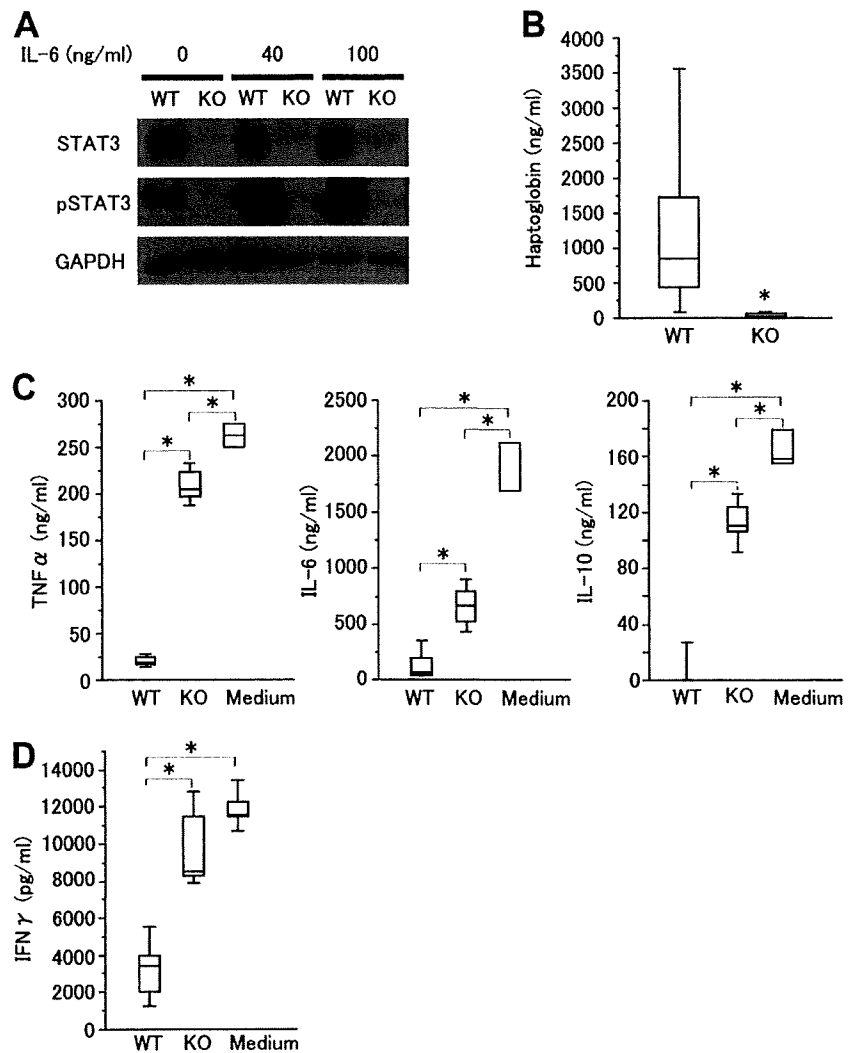 A
IL-6 (ng/ml) 0 40 100
WT KO WT KO WT KO
STAT3
pSTAT3
GAPDH
B
Haptoglobin (ng/ml)
4000
3500
3000
2500
2000
1500
1000
500
0
*
WT KO
C
TNFα (ng/ml)
300
250
200
150
100
50
25
0
* * *
WT KO Medium
IL-6 (ng/ml)
2500
2000
1500
1000
500
0
* * *
WT KO Medium
IL-10 (ng/ml)
200
160
120
80
40
20
0
* * *
WT KO Medium
D
IFNγ (pg/ml)
14000
12000
10000
8000
6000
4000
2000
0
* *
WT KO Medium